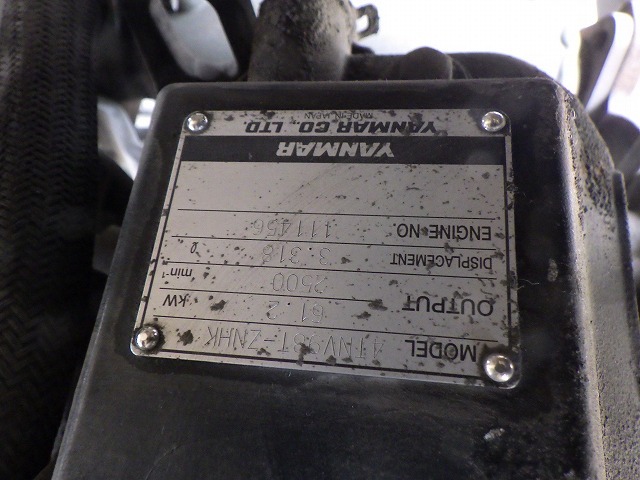 YANMAR
MODEL 4TNV98T-ZNHK
OUTPUT 61.2 kW
2500 min⁻¹
DISPLACEMENT 3.318 ℓ
ENGINE NO. 111456
YANMAR CO., LTD.
MADE IN JAPAN